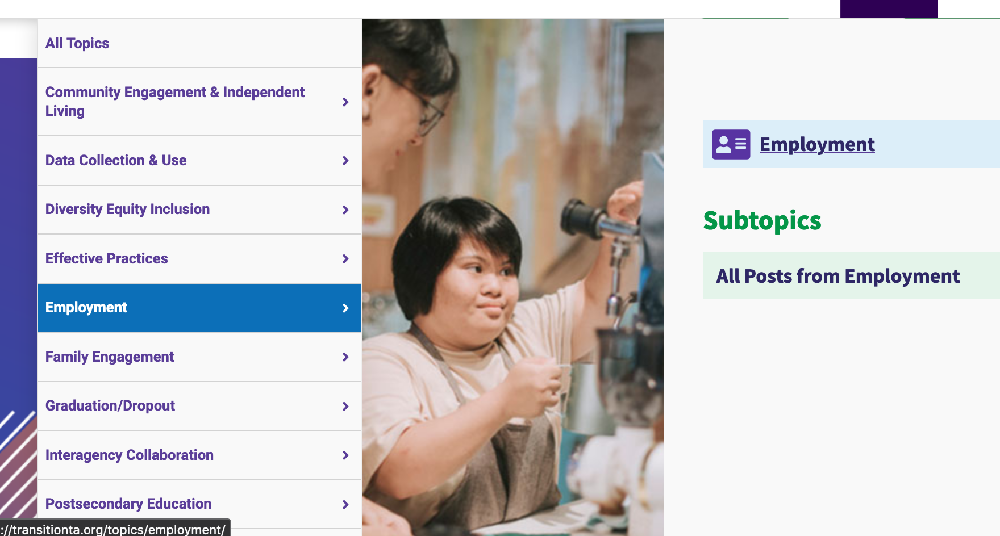 All Topics
Community Engagement & Independent
Living
Data Collection & Use
Diversity Equity Inclusion
Effective Practices
Employment
Family Engagement
Graduation/Dropout
Interagency Collaboration
Postsecondary Education
://transitionta.org/topics/employment/
Employment
Subtopics
All Posts from Employment